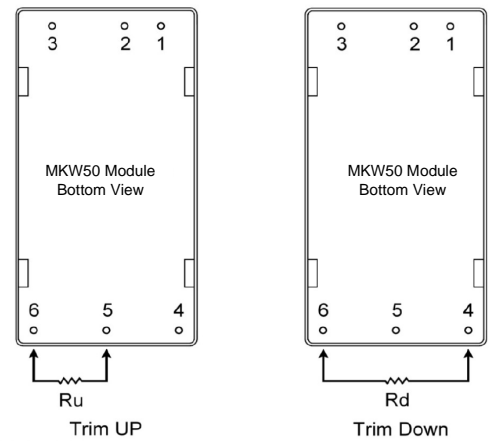 3 2 1
MKW50 Module
Bottom View
6 5 4
Ru
Trim UP
3 2 1
MKW50 Module
Bottom View
6 5 4
Rd
Trim Down